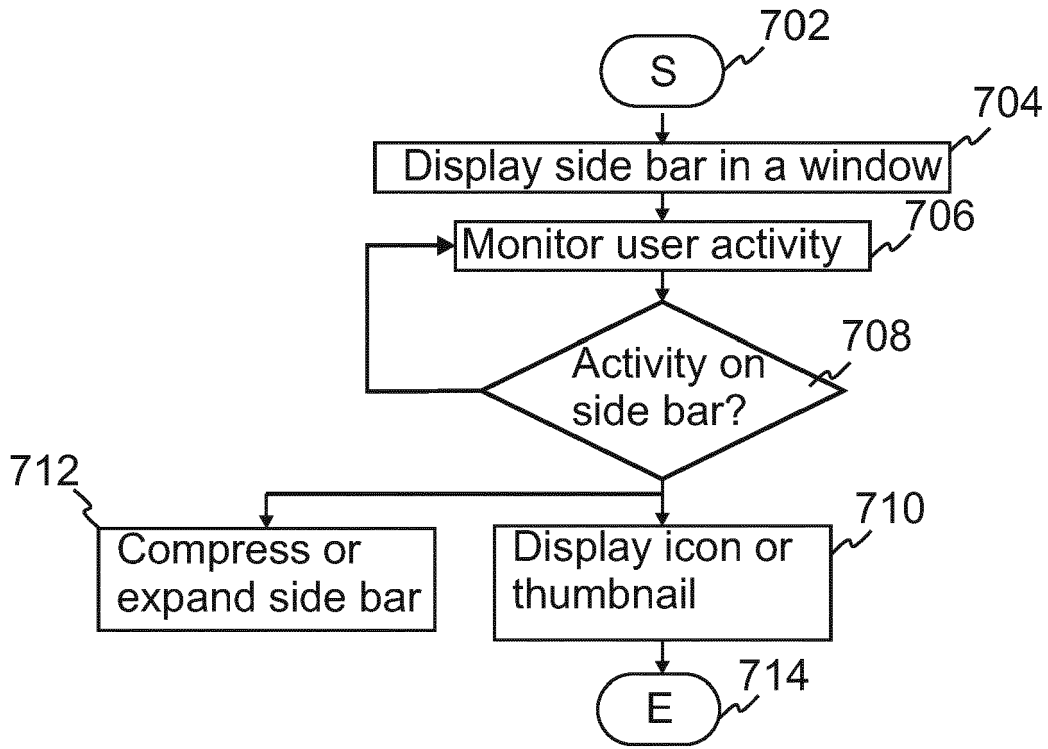 702
S
704
Display side bar in a window
706
Monitor user activity
708
Activity on
side bar?
712
710
Compress or
expand side bar
Display icon or
thumbnail
714
E